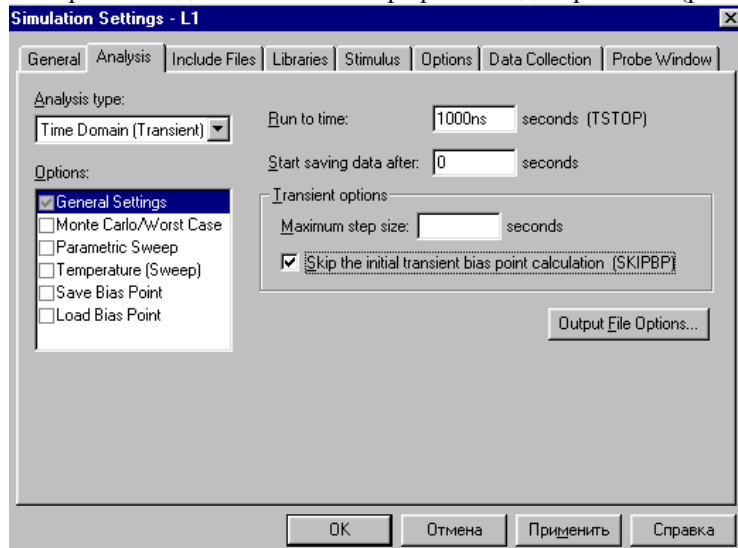 Simulation Settings - L1
General Analysis Include Files Libraries Stimulus Options Data Collection Probe Window
Analysis type:
Time Domain (Transient)
Options:
General Settings
Monte Carlo/Worst Case
Parametric Sweep
Temperature (Sweep)
Save Bias Point
Load Bias Point
Run to time: 1000ns seconds (TSTOP)
Start saving data after: 0 seconds
Transient options
Maximum step size: seconds
Skip the initial transient bias point calculation (SKIPBP)
Output File Options...
OK Отмена Применить Справка